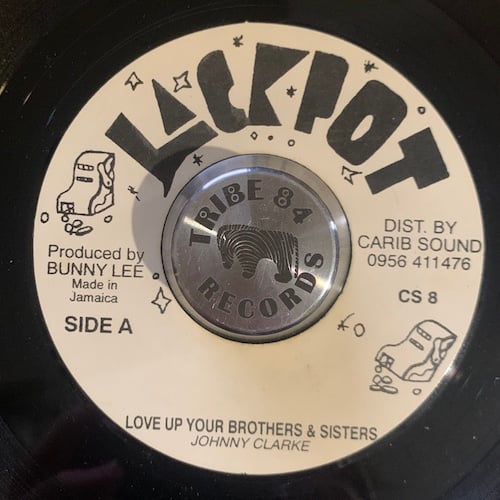 JACKPOT
TRIBE 84
RECORDS
Produced by
BUNNY LEE
Made in
Jamaica
SIDE A
DIST. BY
CARIB SOUND
0956 411476
CS 8
LOVE UP YOUR BROTHERS & SISTERS
JOHNNY CLARKE